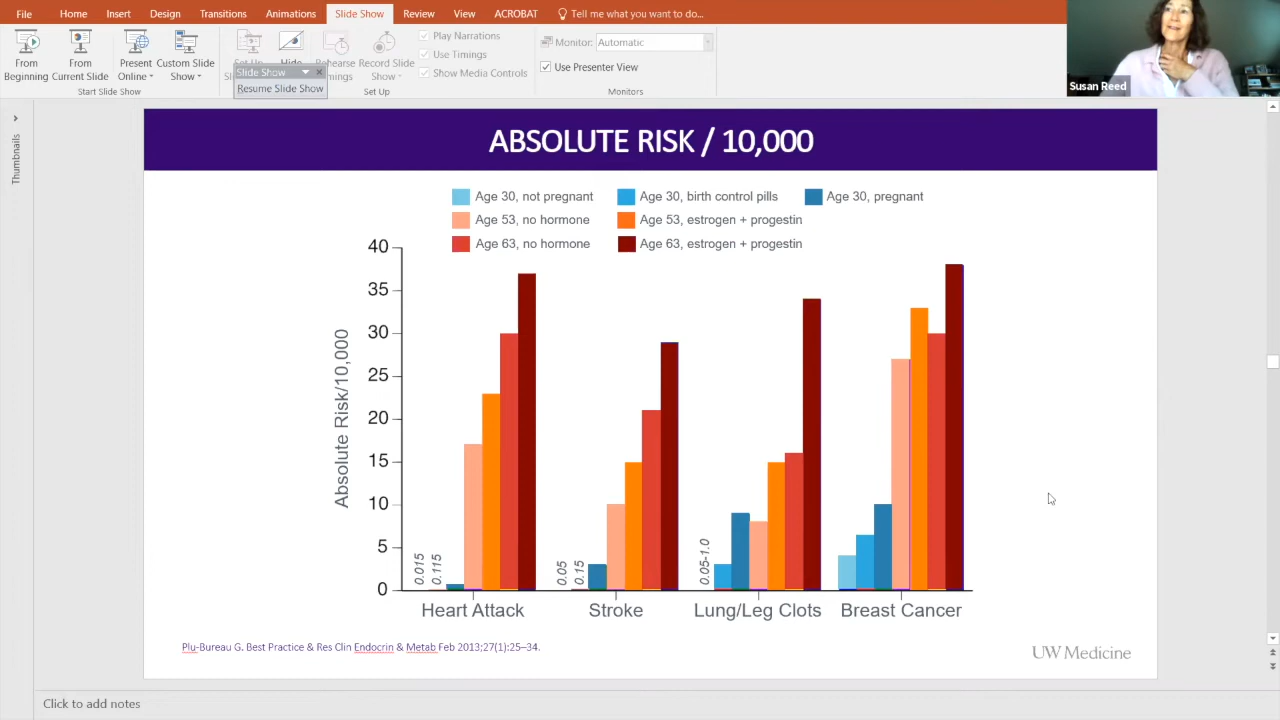 File Home Insert Design Transitions Animations Slide Show Review View ACROBAT Tell me what you want to do...
From Beginning
From Current Slide
Present Online
Custom Slide Show
Set Up
Hide
Rehearse
Record Slide Show
Play Narrations
Use Timings
Show Media Controls
Monitor: Automatic
Use Presenter View
Slide Show
Resume Slide Show
Start Slide Show
Set Up
Monitors
Susan Reed
Thumbnails
ABSOLUTE RISK / 10,000
Age 30, not pregnant Age 30, birth control pills Age 30, pregnant
Age 53, no hormone Age 53, estrogen + progestin
Age 63, no hormone Age 63, estrogen + progestin
Absolute Risk/10,000
40
35
30
25
20
15
10
5
0
0.015
0.115
0.05
0.15
0.05-1.0
Heart Attack Stroke Lung/Leg Clots Breast Cancer
Plu-Bureau G. Best Practice & Res Clin Endocrin & Metab Feb 2013;27(1):25–34.
UW Medicine
Click to add notes